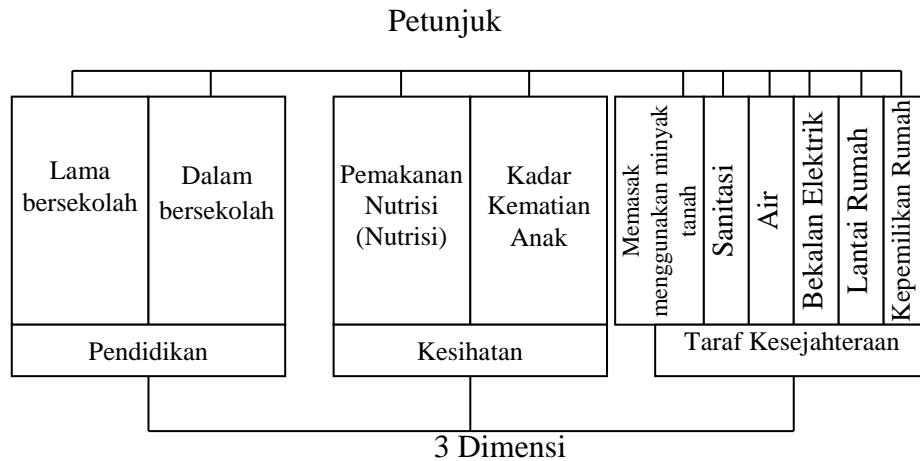 Petunjuk
Lama
bersekolah
Dalam
bersekolah
Pemakanan
Nutrisi
(Nutrisi)
Kadar
Kematian
Anak
Memasak
menggunakan minyak
tanah
Sanitasi
Air
Bekalan Elektrik
Lantai Rumah
Kepemilikan Rumah
Pendidikan
Kesihatan
Taraf Kesejahteraan
3 Dimensi